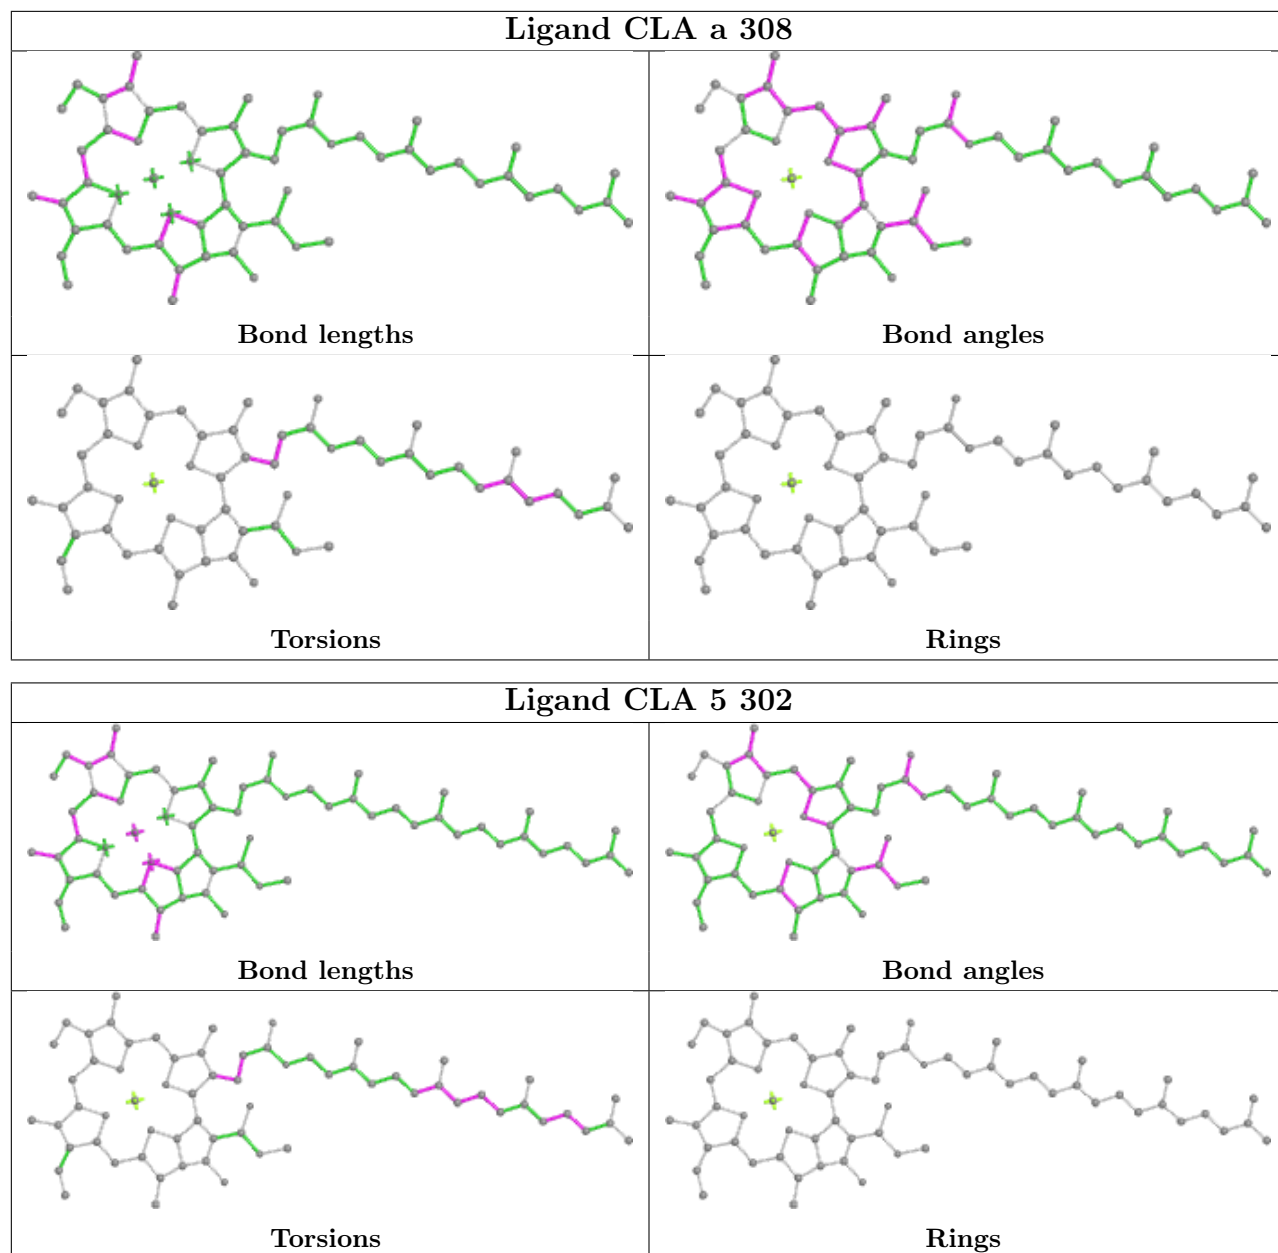 Ligand CLA a 308
Bond lengths
Bond angles
Torsions
Rings
Ligand CLA 5 302
Bond lengths
Bond angles
Torsions
Rings